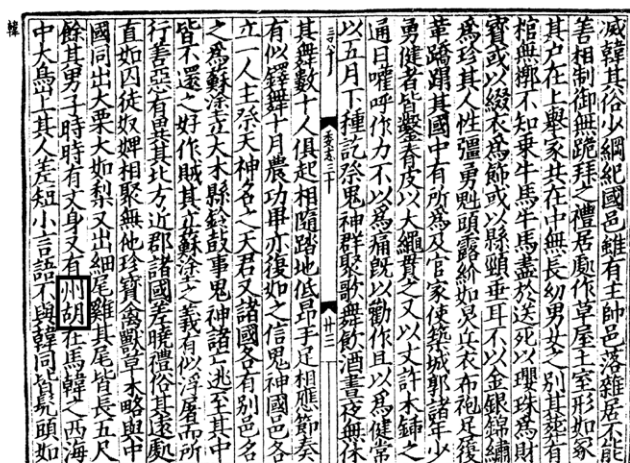 滅韓其俗少綱紀國邑雖有主帥邑落雜居不能
善相制御無跪拜之禮居處作草屋土室形如冢
其户在上舉家共在中無長幼男女之別其葬有
棺無槨不知乗牛馬牛馬盡於送死以瓔珠爲財
寶或以綴衣爲飾或以縣頸垂耳不以金銀錦繡
爲珍其人性彊勇魁頭露紒如炅兵衣布袍足履
革蹻蹋其國中有所爲及官家使築城郭諸年少
勇健者皆鑿脊皮以大繩貫之又以丈許木鍤之
通日嚾呼作力不以爲痛旣以勸作且以爲健常
以五月下種訖祭鬼神群聚歌舞飲酒晝夜無休
三十
廿三
其舞數十人俱起相隨踏地低昂手足相應節奏
有似鐸舞十月農功畢亦復如之信鬼神國邑各
立一人主祭天神名之天君又諸國各有別邑名
之爲蘇塗立大木縣鈴鼓事鬼神諸亡逃至其中
皆不還之好作賊其立蘇塗之義有似浮屠而所
行善惡有異其北方近郡諸國差曉禮俗其遠處
直如囚徒奴婢相聚無他珍寶禽獸草木略與中
國同出大栗大如梨又出細尾雞其尾皆長五尺
餘其男子時時有文身又有州胡在馬韓之西海
中大島上其人差短小言語不與韓同皆髡頭如
韓